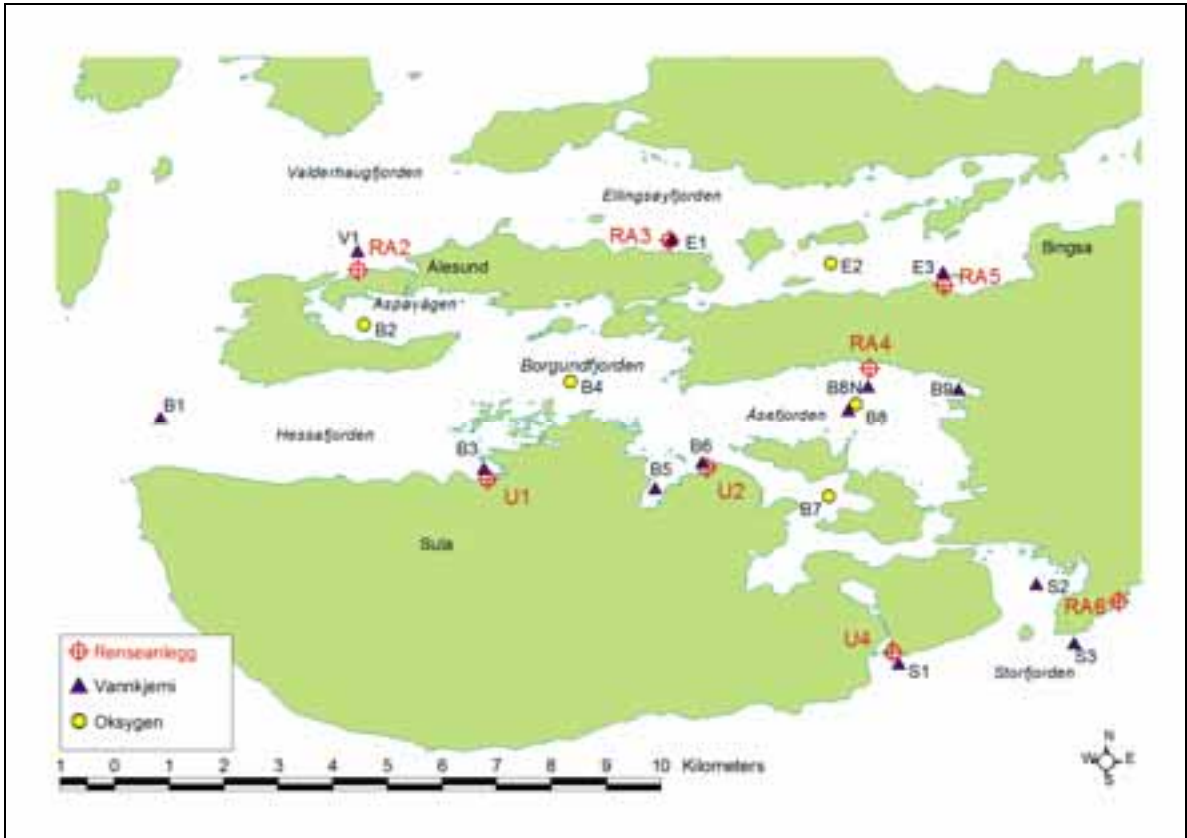 Valderhaugfjorden
Ellingsøyfjorden
V1
RA2
RA3
E1
Ålesund
E2
E3
RA5
Bingsa
Aspøvågen
B2
RA4
Borgundfjorden
B4
B8N
B9
B1
Hessafjorden
Åsefjorden
B8
B3
B6
B5
U1
U2
B7
Sula
S2
RA6
U4
S1
S3
Storfjorden
Renseanlegg
Vannkjemi
Oksygen
1 0 1 2 3 4 5 6 7 8 9 10 Kilometers
N
W E
S